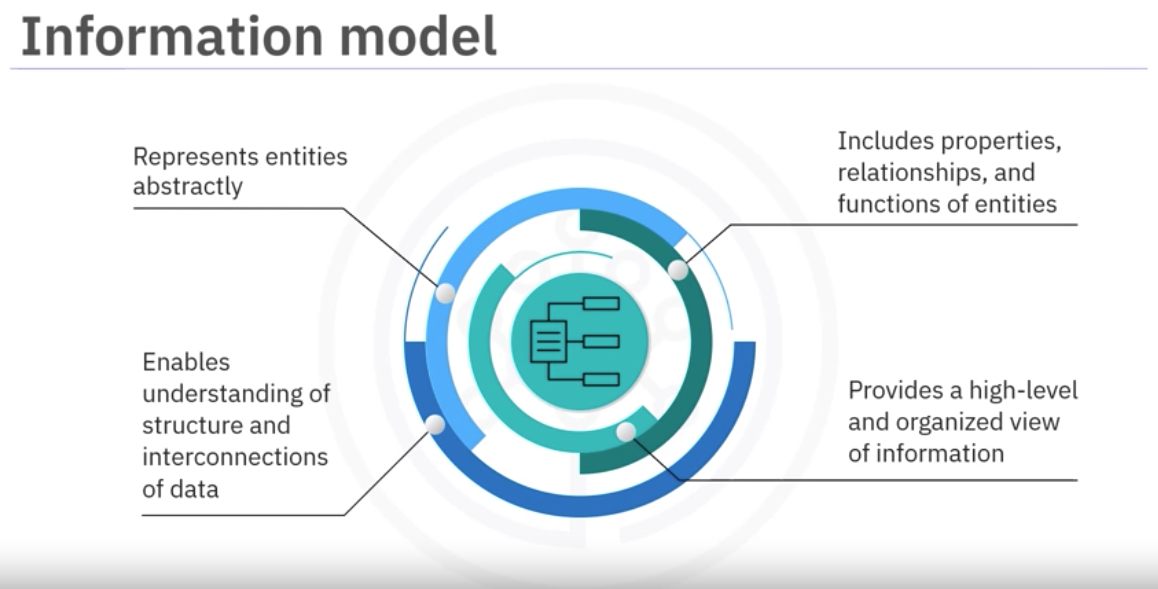 Information model
Represents entities
abstractly
Includes properties,
relationships, and
functions of entities
Enables
understanding of
structure and
interconnections
of data
Provides a high-level
and organized view
of information